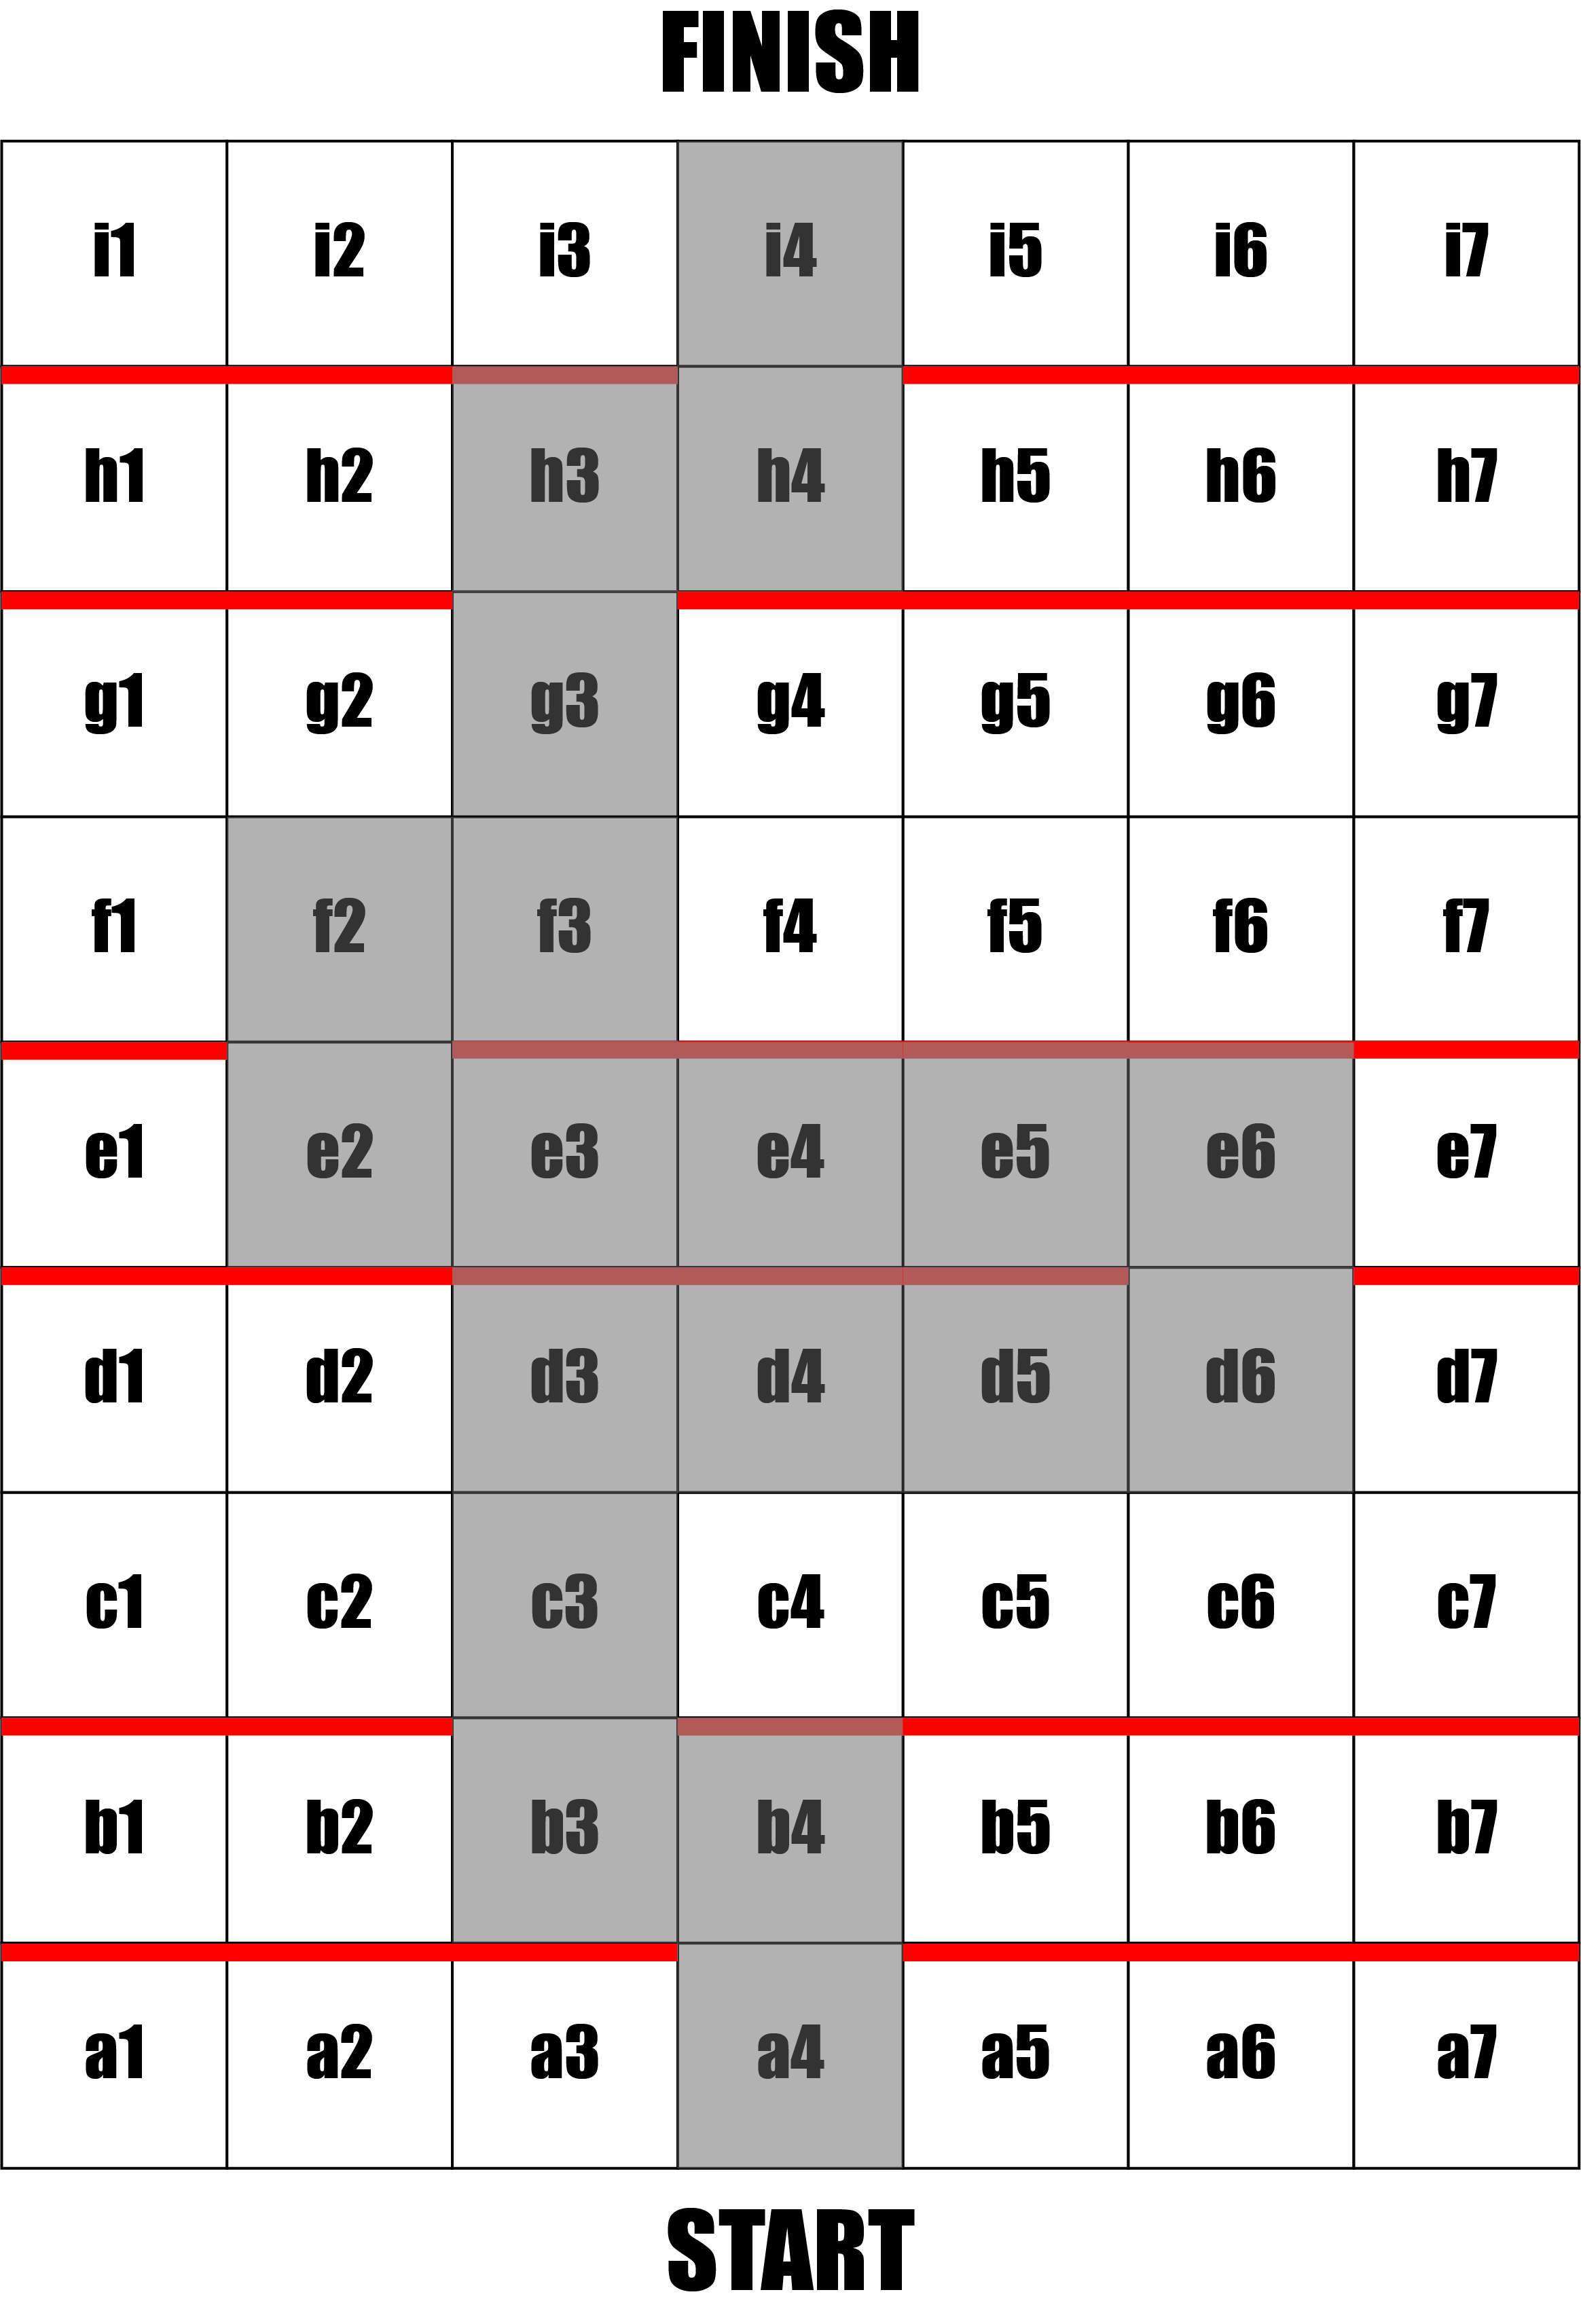 FINISH
i1 i2 i3 i4 i5 i6 i7
h1 h2 h3 h4 h5 h6 h7
g1 g2 g3 g4 g5 g6 g7
f1 f2 f3 f4 f5 f6 f7
e1 e2 e3 e4 e5 e6 e7
d1 d2 d3 d4 d5 d6 d7
c1 c2 c3 c4 c5 c6 c7
b1 b2 b3 b4 b5 b6 b7
a1 a2 a3 a4 a5 a6 a7
START